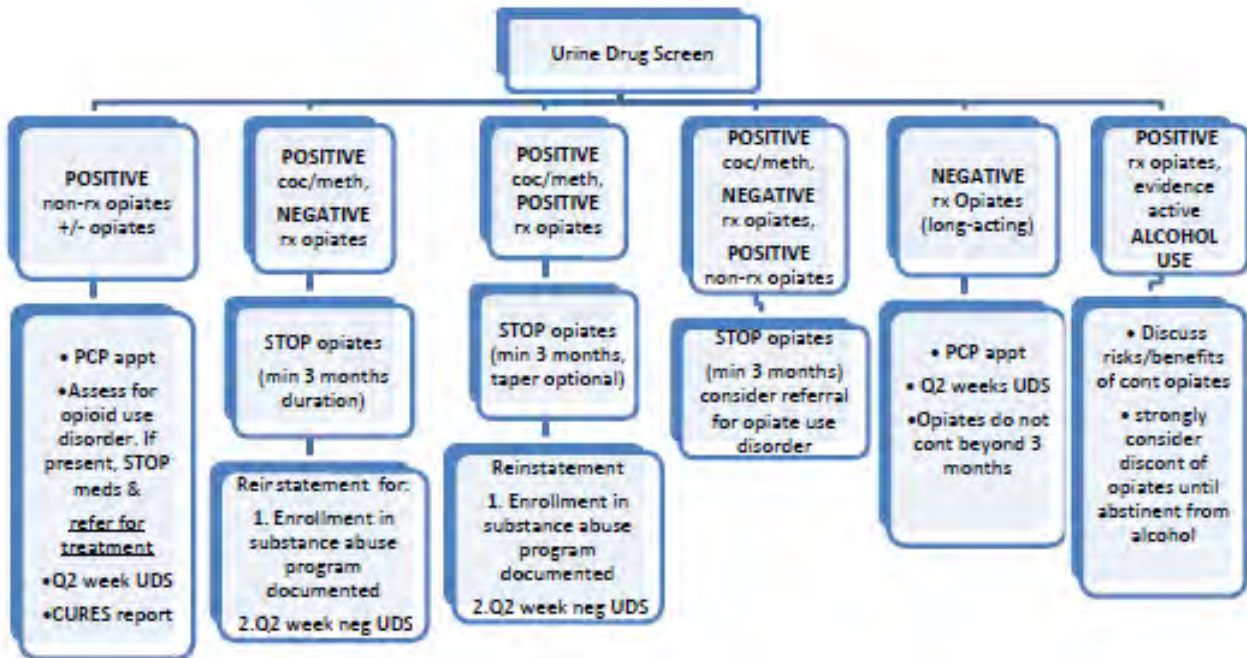 Urine Drug Screen
POSITIVE
non-rx opiates
+/- opiates
• PCP appt
•Assess for
opioid use
disorder. If
present, STOP
meds &
refer for
treatment
•Q2 week UDS
•CURES report
POSITIVE
coc/meth,
NEGATIVE
rx opiates
STOP opiates
(min 3 months
duration)
Reinstatement for:
1. Enrollment in
substance abuse
program
documented
2.Q2 week neg UDS
POSITIVE
coc/meth,
POSITIVE
rx opiates
STOP opiates
(min 3 months,
taper optional)
Reinstatement
1. Enrollment in
substance abuse
program
documented
2.Q2 week neg UDS
POSITIVE
coc/meth,
NEGATIVE
rx opiates,
POSITIVE
non-rx opiates
STOP opiates
(min 3 months)
consider referral
for opiate use
disorder
NEGATIVE
rx Opiates
(long-acting)
• PCP appt
• Q2 weeks UDS
•Opiates do not
cont beyond 3
months
POSITIVE
rx opiates,
evidence
active
ALCOHOL
USE
• Discuss
risks/benefits
of cont opiates
• strongly
consider
discont of
opiates until
abstinent from
alcohol